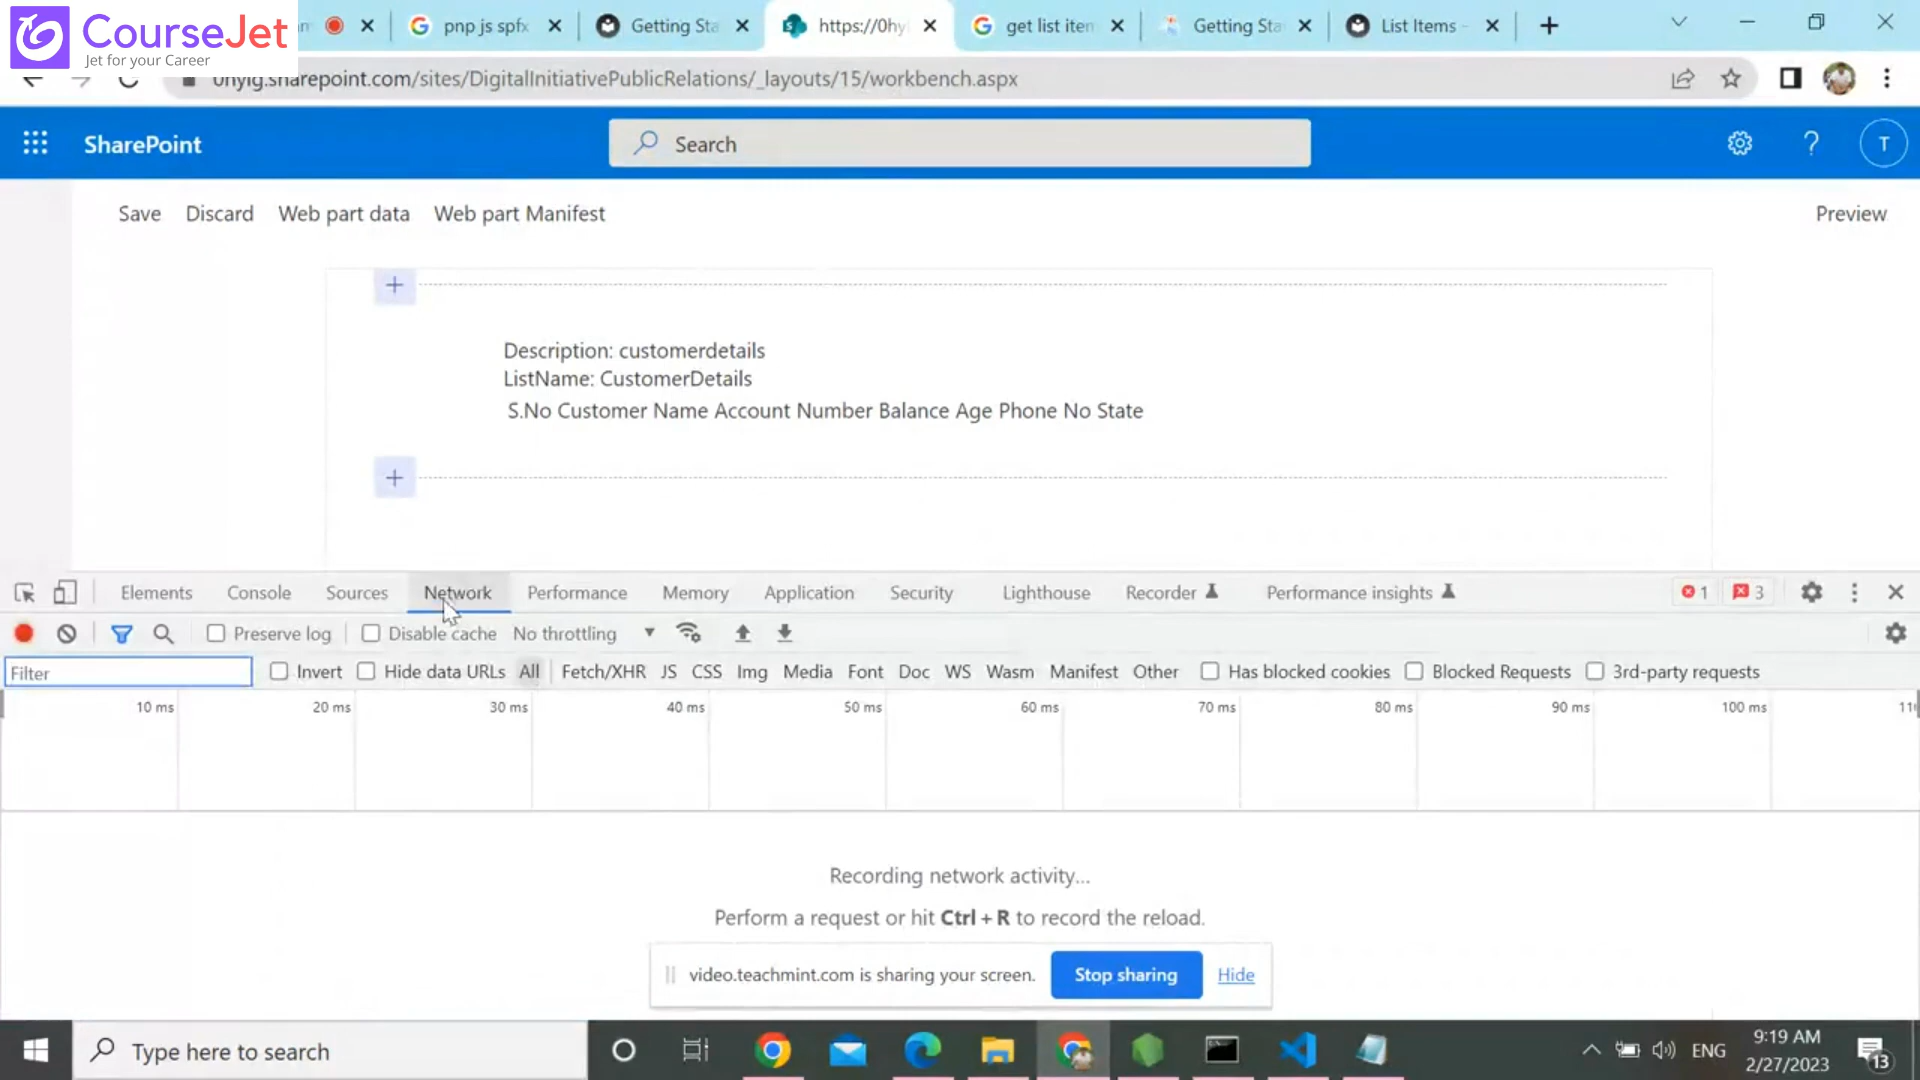 CourseJet
Jet for your Career
pnp js spfx
Getting Sta
https://0hy
get list item
Getting Sta
List Items -
0hylg.sharepoint.com/sites/DigitalInitiativePublicRelations/_layouts/15/workbench.aspx
SharePoint
Search
?
T
Save
Discard
Web part data
Web part Manifest
Preview
Description: customerdetails
ListName: CustomerDetails
S.No Customer Name Account Number Balance Age Phone No State
Elements
Console
Sources
Network
Performance
Memory
Application
Security
Lighthouse
Recorder
Performance insights
1
3
Preserve log
Disable cache
No throttling
Filter
Invert
Hide data URLs
All
Fetch/XHR
JS
CSS
Img
Media
Font
Doc
WS
Wasm
Manifest
Other
Has blocked cookies
Blocked Requests
3rd-party requests
10 ms
20 ms
30 ms
40 ms
50 ms
60 ms
70 ms
80 ms
90 ms
100 ms
Recording network activity...
Perform a request or hit Ctrl + R to record the reload.
video.teachmint.com is sharing your screen.
Stop sharing
Hide
Type here to search
ENG
9:19 AM
2/27/2023
13